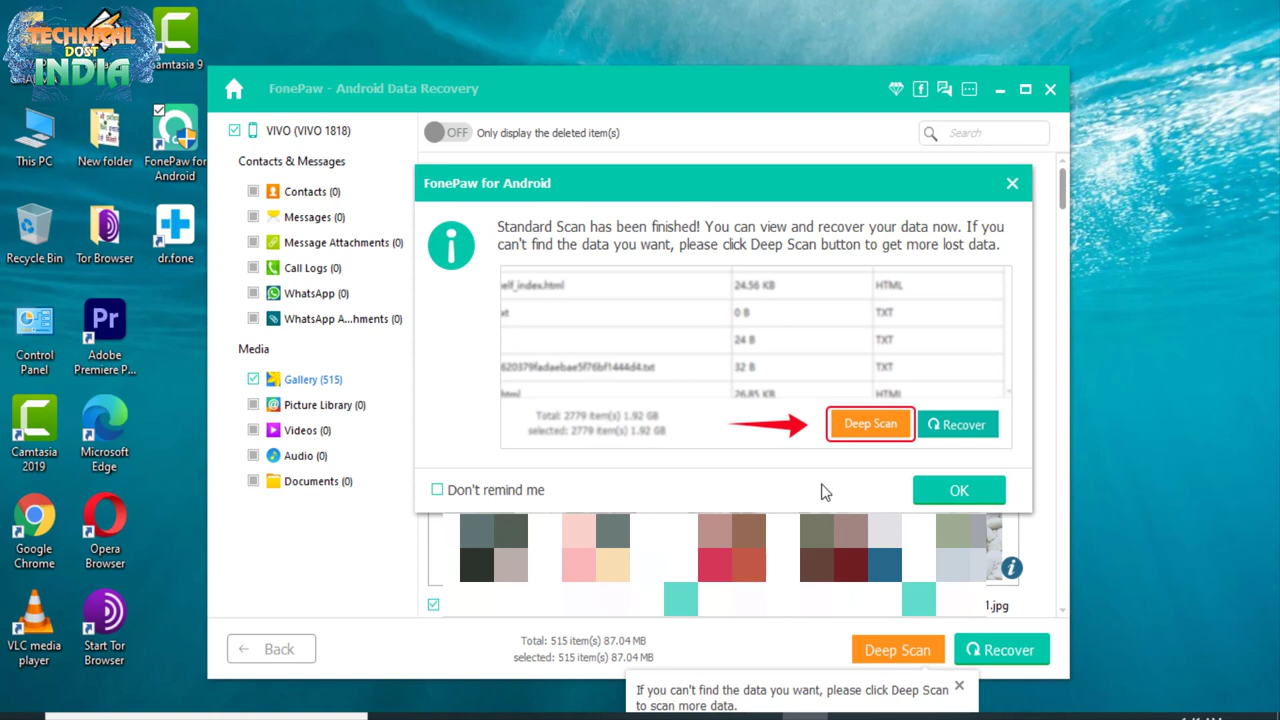 TECHNICAL
DOST
INDIA
Camtasia 9
This PC
New folder
FonePaw for
Android
Recycle Bin
Tor Browser
dr.fone
Control
Panel
Adobe
Premiere P...
Camtasia
2019
Microsoft
Edge
Google
Chrome
Opera
Browser
VLC media
player
Start Tor
Browser
FonePaw - Android Data Recovery
VIVO (VIVO 1818)
OFF
Only display the deleted item(s)
Search
Contacts & Messages
Contacts (0)
Messages (0)
Message Attachments (0)
Call Logs (0)
WhatsApp (0)
WhatsApp A...hments (0)
Media
Gallery (515)
Picture Library (0)
Videos (0)
Audio (0)
Documents (0)
FonePaw for Android
Standard Scan has been finished! You can view and recover your data now. If you
can't find the data you want, please click Deep Scan button to get more lost data.
elf_index.html 24.56 KB HTML
xt 0 B TXT
24 B TXT
32 B TXT
.html 26.85 KB HTML
Total: 2779 item(s) 1.92 GB
selected: 2779 item(s) 1.92 GB
Deep Scan
Recover
Don't remind me
OK
1.jpg
Back
Total: 515 item(s) 87.04 MB
selected: 515 item(s) 87.04 MB
Deep Scan
Recover
If you can't find the data you want, please click Deep Scan
to scan more data.